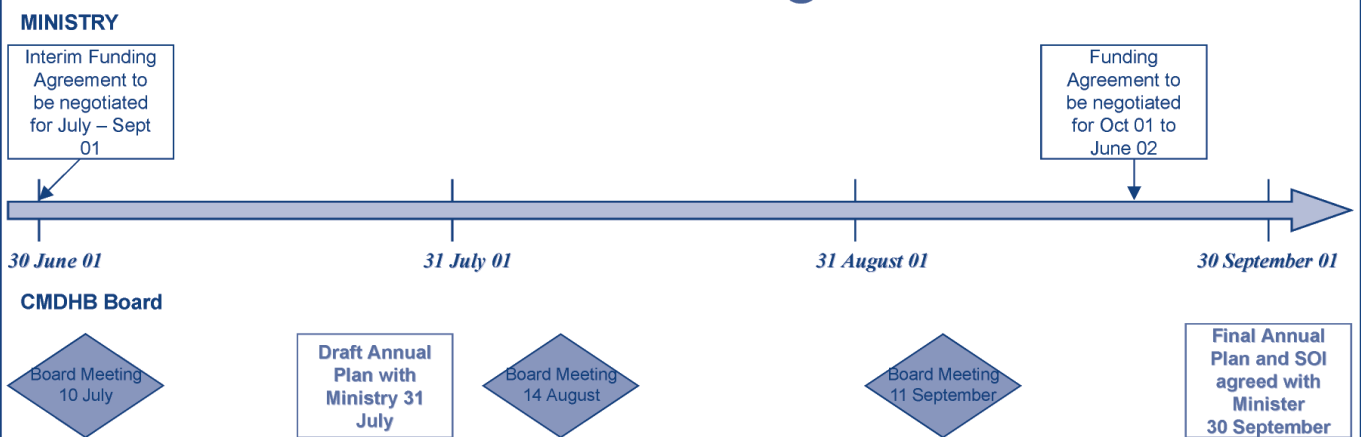 MINISTRY
Interim Funding
Agreement to
be negotiated
for July – Sept
01
Funding
Agreement to
be negotiated
for Oct 01 to
June 02
30 June 01
31 July 01
31 August 01
30 September 01
CMDHB Board
Board Meeting
10 July
Draft Annual
Plan with
Ministry 31
July
Board Meeting
14 August
Board Meeting
11 September
Final Annual
Plan and SOI
agreed with
Minister
30 September